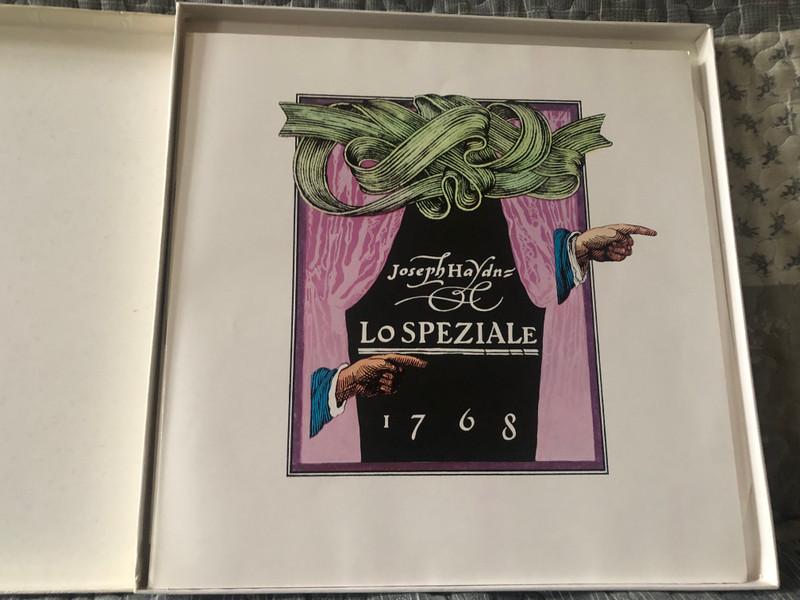 Joseph Haydn=
LO SPEZIALE
1768